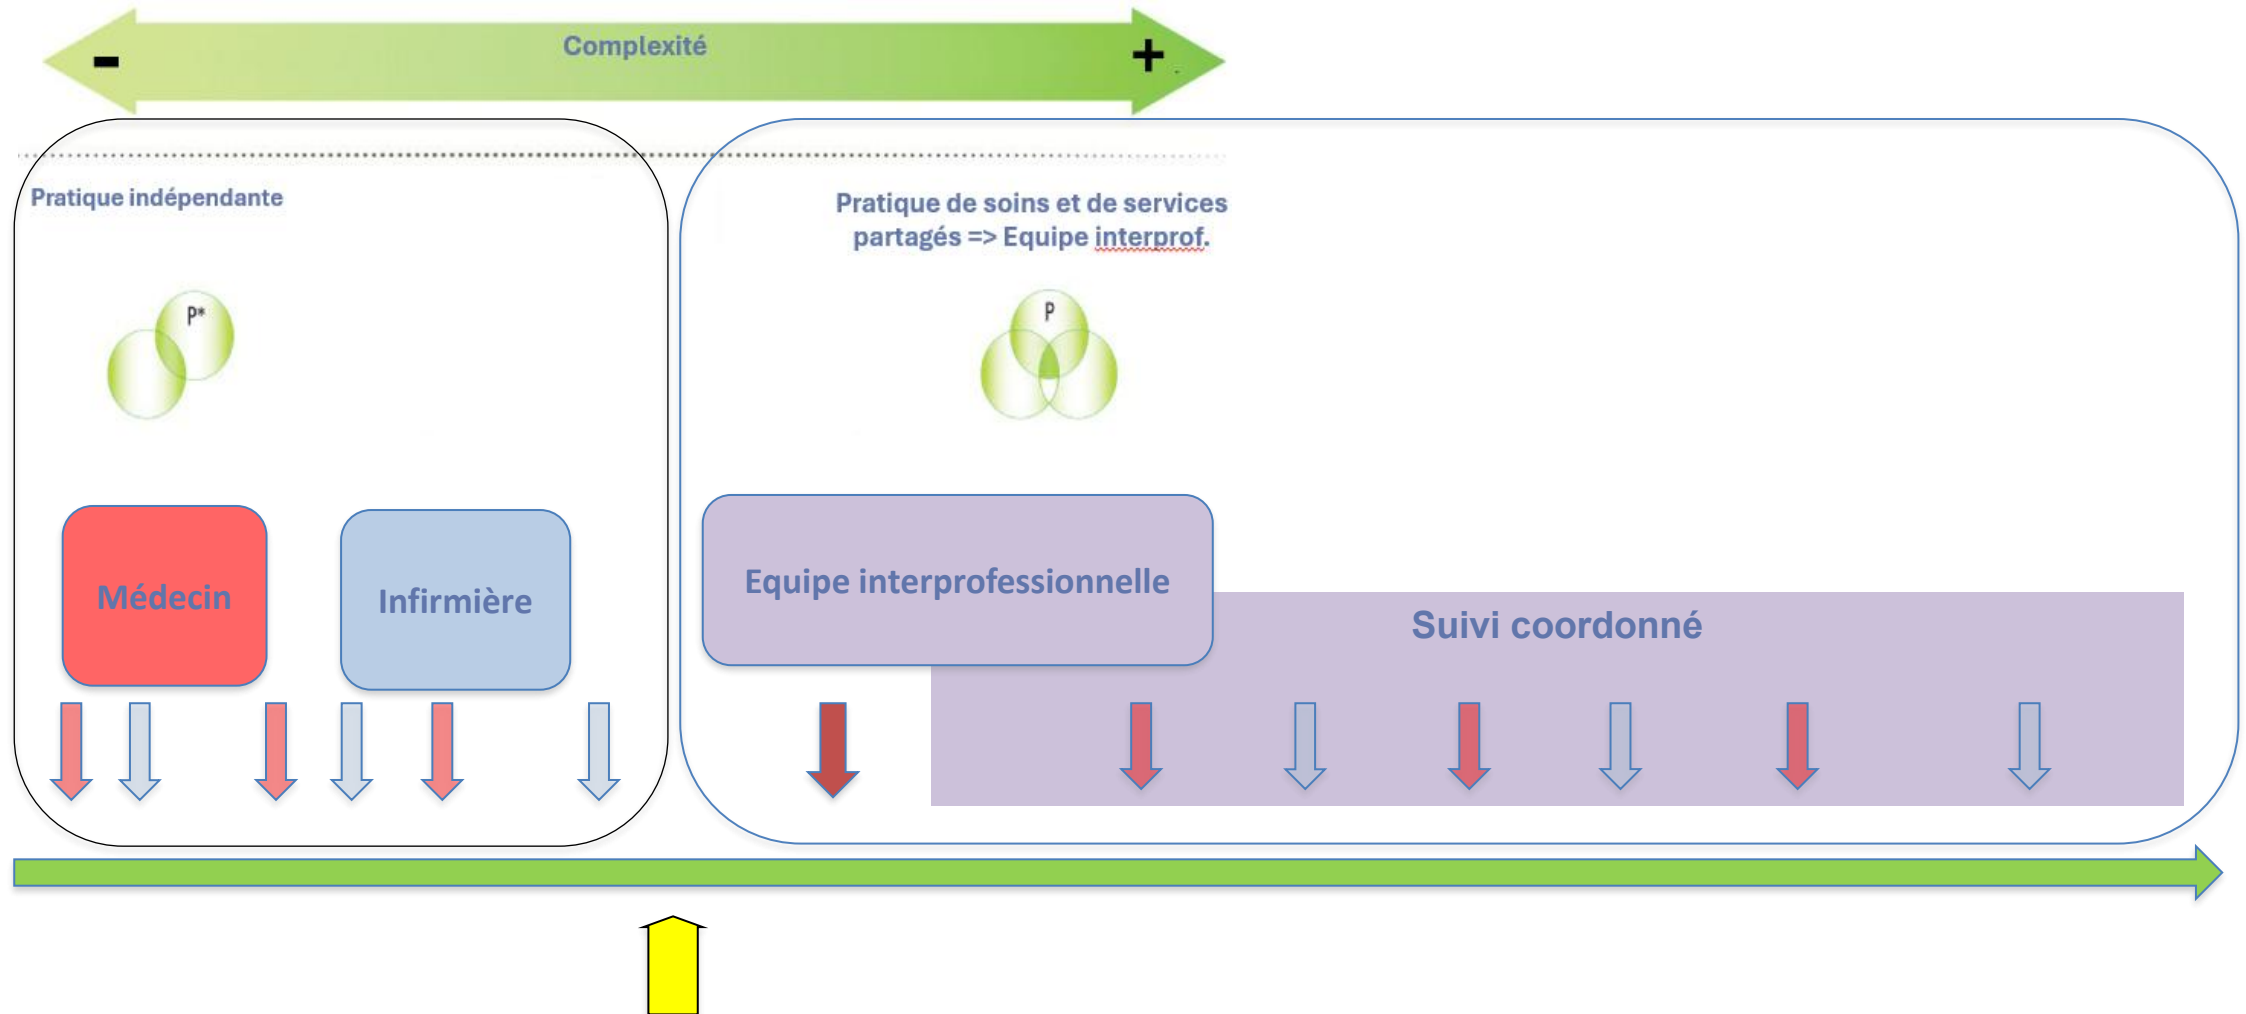 Complexité
- +
Pratique indépendante
Pratique de soins et de services
partagés => Equipe interprof.
P*
P
Médecin
Infirmière
Equipe interprofessionnelle
Suivi coordonné